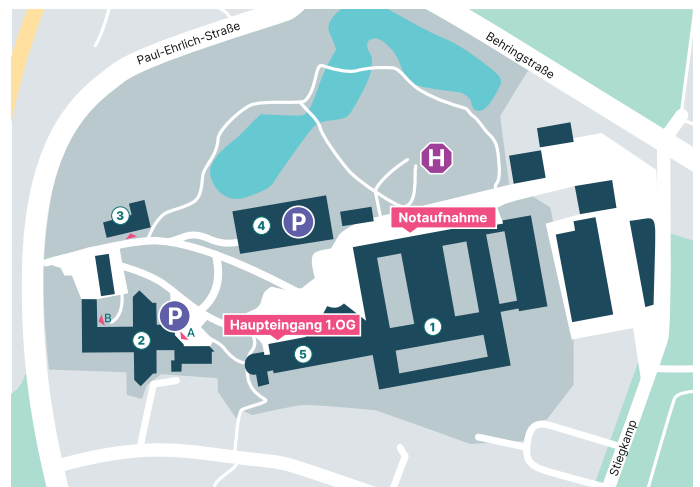 Paul-Ehrlich-Straße
Behringstraße
H
3
4
P
Notaufnahme
B
P
A
2
Haupteingang 1.OG
5
1
Stiegkamp